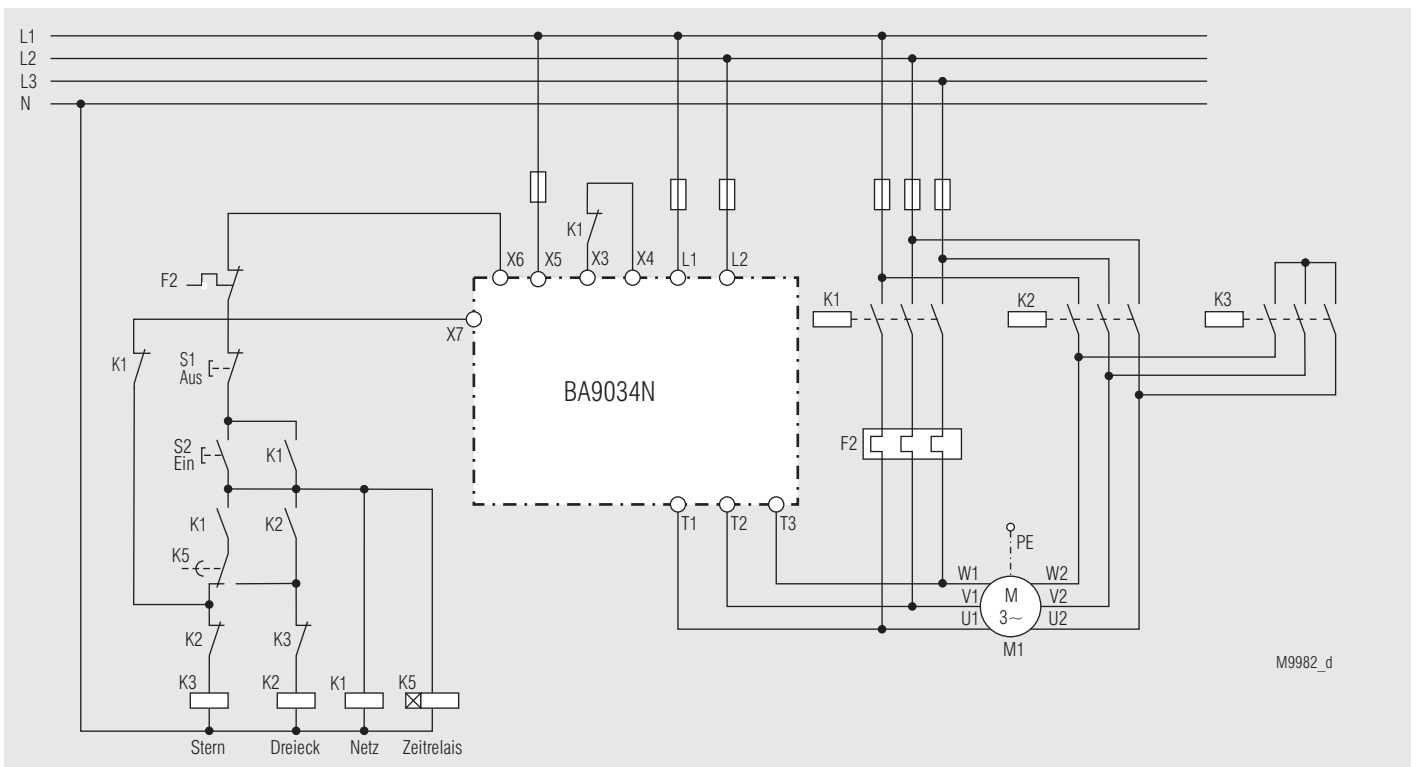 L1
L2
L3
N
X6 X5 X3 X4 L1 L2
K1
F2
X7
K1
S1
Aus
S2
Ein
K1
K1
K2
K5
K2
K3
K3
K2
K1
K5
Stern Dreieck Netz Zeitrelais
BA9034N
T1 T2 T3
K1
K2
K3
F2
PE
W1
V1
U1
M
3~
M1
W2
V2
U2
M9982_d